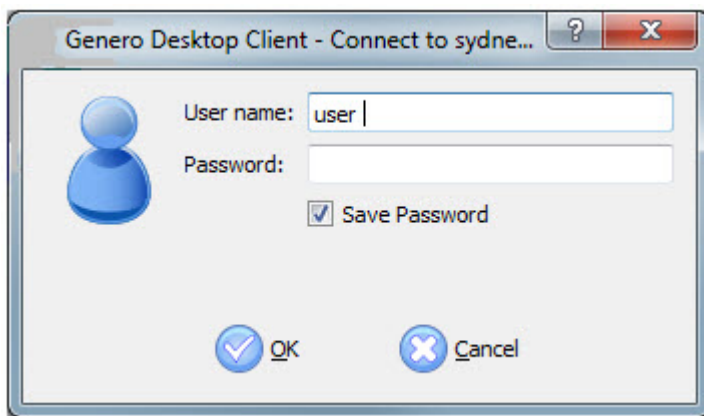 Genero Desktop Client - Connect to sydne...
User name: user
Password:
Save Password
OK Cancel